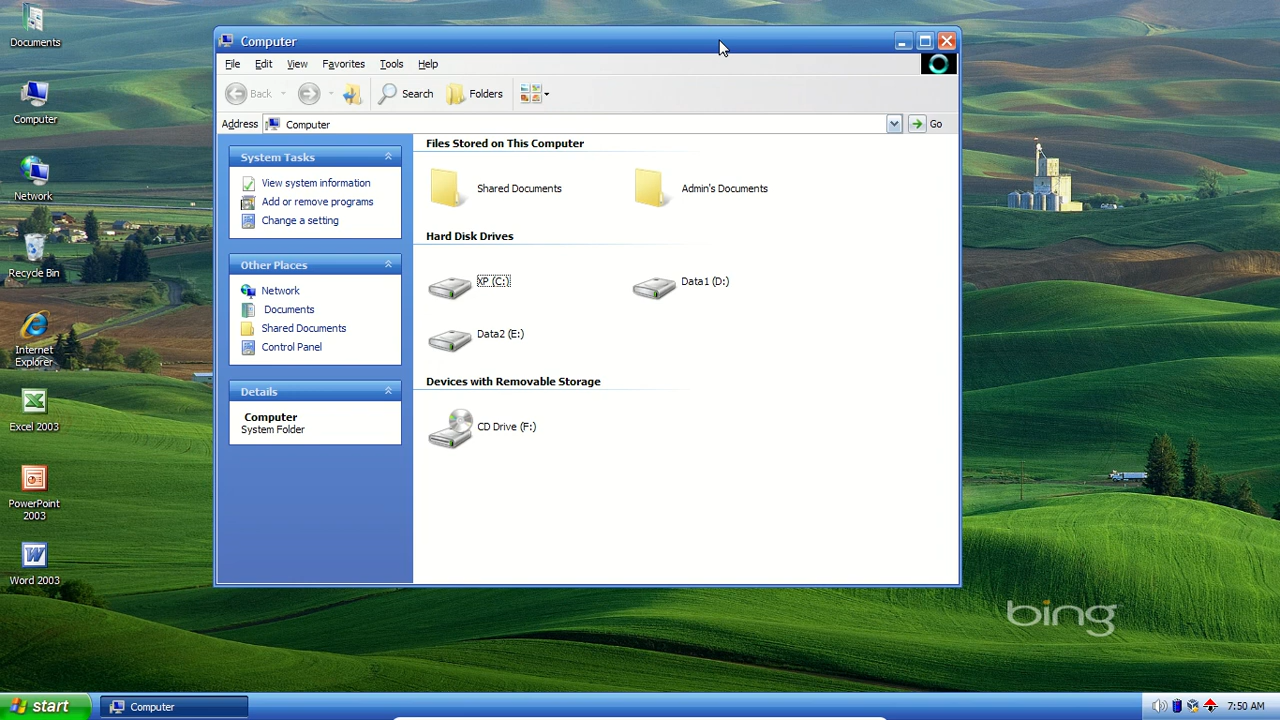 Documents
Computer
Network
Recycle Bin
Internet
Explorer
Excel 2003
PowerPoint
2003
Word 2003
Computer
File Edit View Favorites Tools Help
Back Search Folders
Address Computer Go
System Tasks
View system information
Add or remove programs
Change a setting
Other Places
Network
Documents
Shared Documents
Control Panel
Details
Computer
System Folder
Files Stored on This Computer
Shared Documents Admin's Documents
Hard Disk Drives
XP (C:) Data1 (D:)
Data2 (E:)
Devices with Removable Storage
CD Drive (F:)
bing
start Computer 7:50 AM